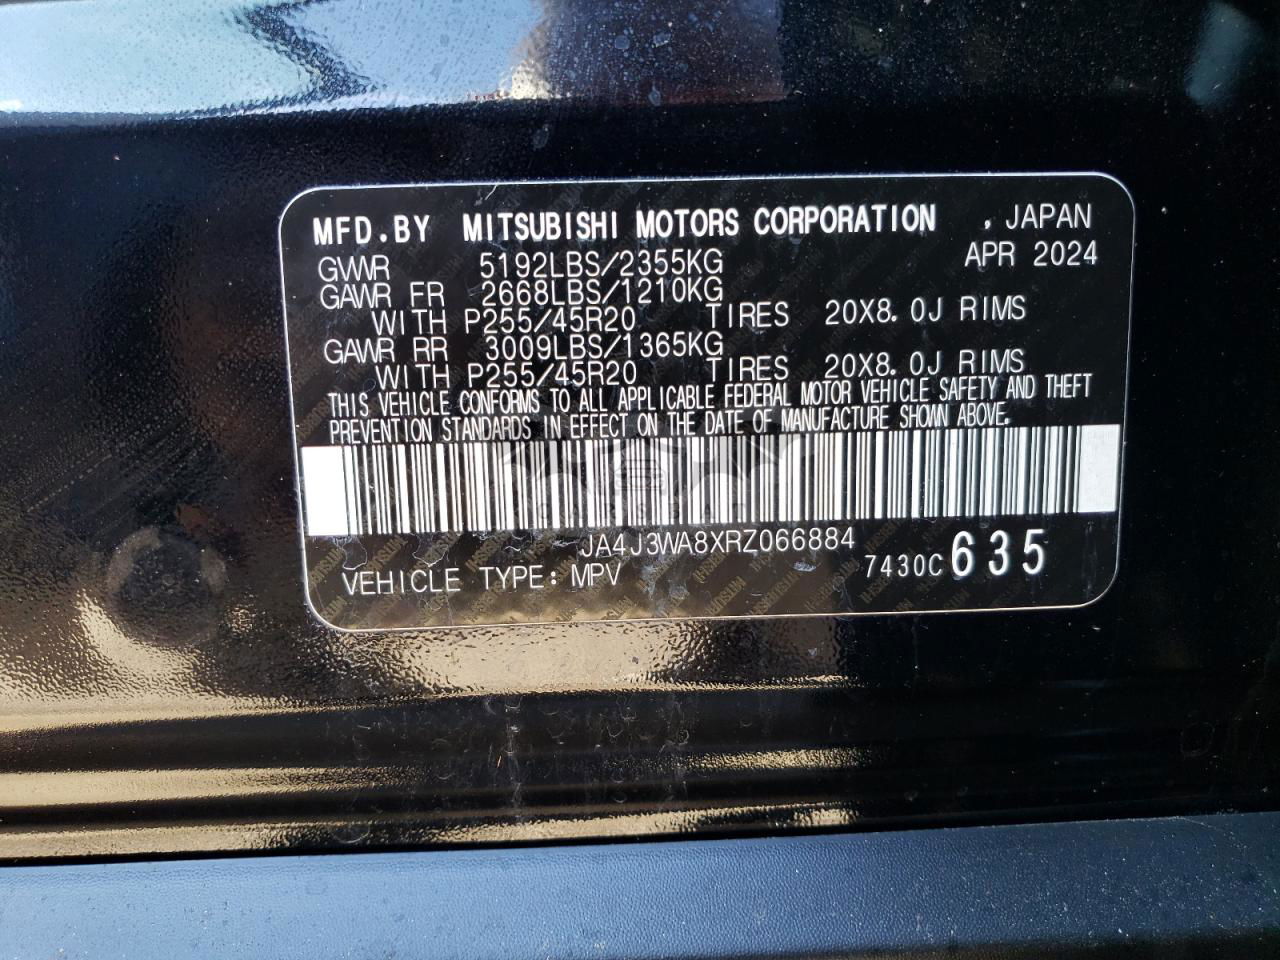 MFD.BY MITSUBISHI MOTORS CORPORATION , JAPAN
APR 2024
GVWR 5192LBS/2355KG
GAWR FR 2668LBS/1210KG
WITH P255/45R20 TIRES 20X8.0J RIMS
GAWR RR 3009LBS/1365KG
WITH P255/45R20 TIRES 20X8.0J RIMS
THIS VEHICLE CONFORMS TO ALL APPLICABLE FEDERAL MOTOR VEHICLE SAFETY AND THEFT
PREVENTION STANDARDS IN EFFECT ON THE DATE OF MANUFACTURE SHOWN ABOVE.
JA4J3WA8XRZ066884
7430C 635
VEHICLE TYPE: MPV